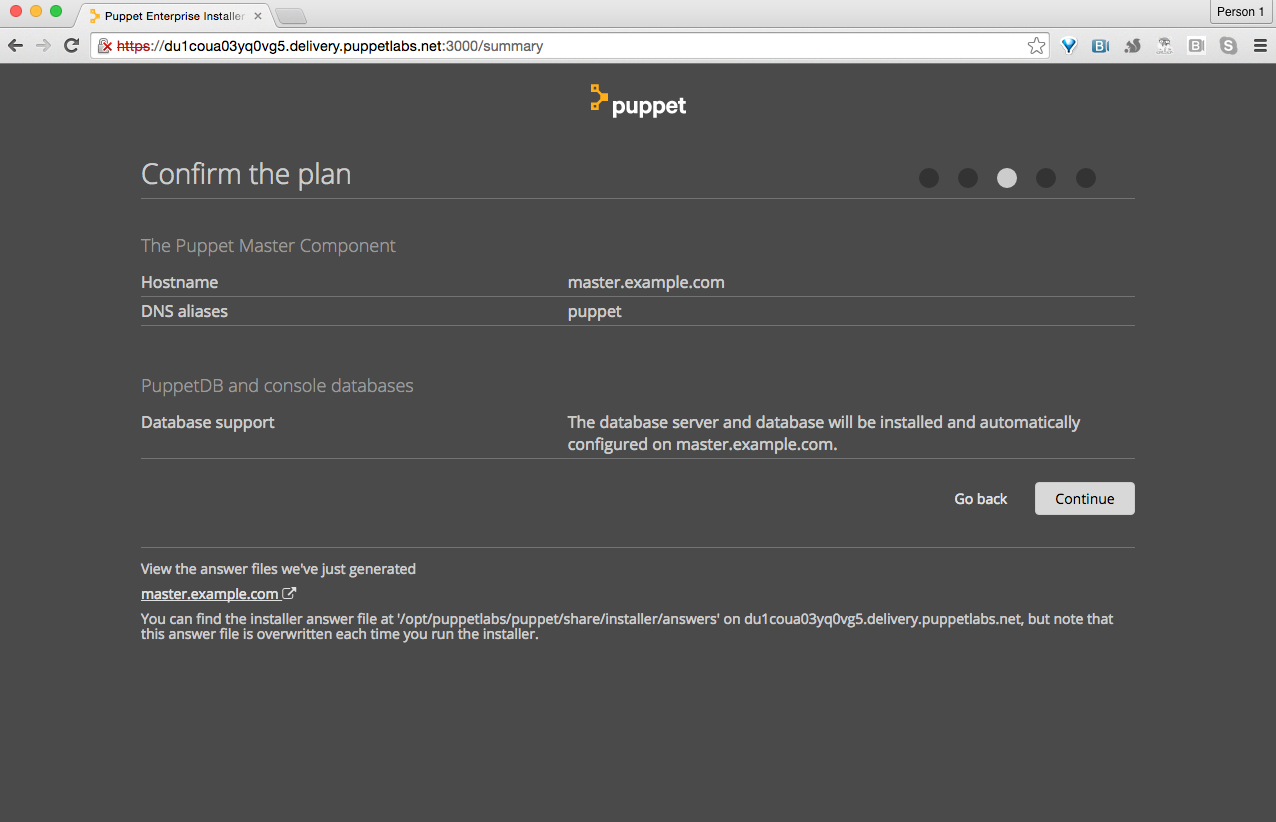 Puppet Enterprise Installer
Person 1
https://du1coua03yq0vg5.delivery.puppetlabs.net:3000/summary
puppet
Confirm the plan
The Puppet Master Component
Hostname master.example.com
DNS aliases puppet
PuppetDB and console databases
Database support The database server and database will be installed and automatically
configured on master.example.com.
Go back Continue
View the answer files we've just generated
master.example.com
You can find the installer answer file at '/opt/puppetlabs/puppet/share/installer/answers' on du1coua03yq0vg5.delivery.puppetlabs.net, but note that
this answer file is overwritten each time you run the installer.